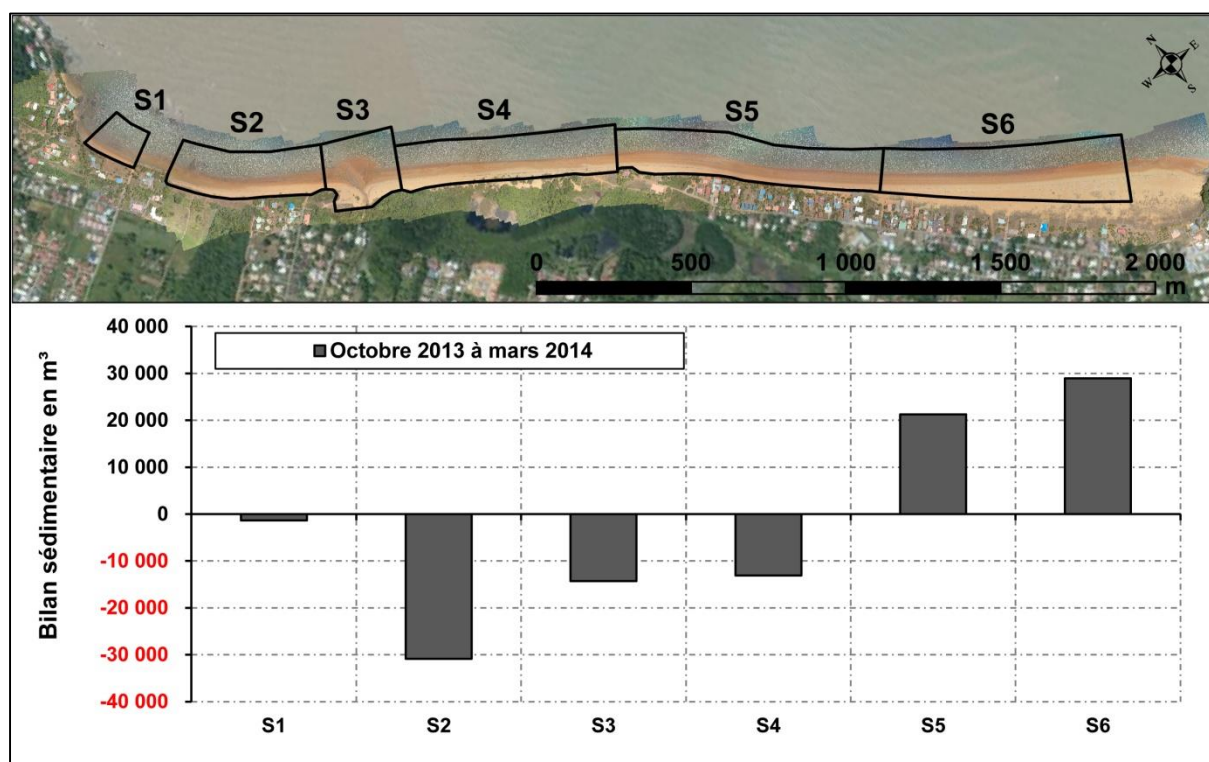 S1 S2 S3 S4 S5 S6
N
E
W
S
0 500 1 000 1 500 2 000
m
Octobre 2013 à mars 2014
Bilan sédimentaire en m³
40 000
30 000
20 000
10 000
0
-10 000
-20 000
-30 000
-40 000
S1 S2 S3 S4 S5 S6